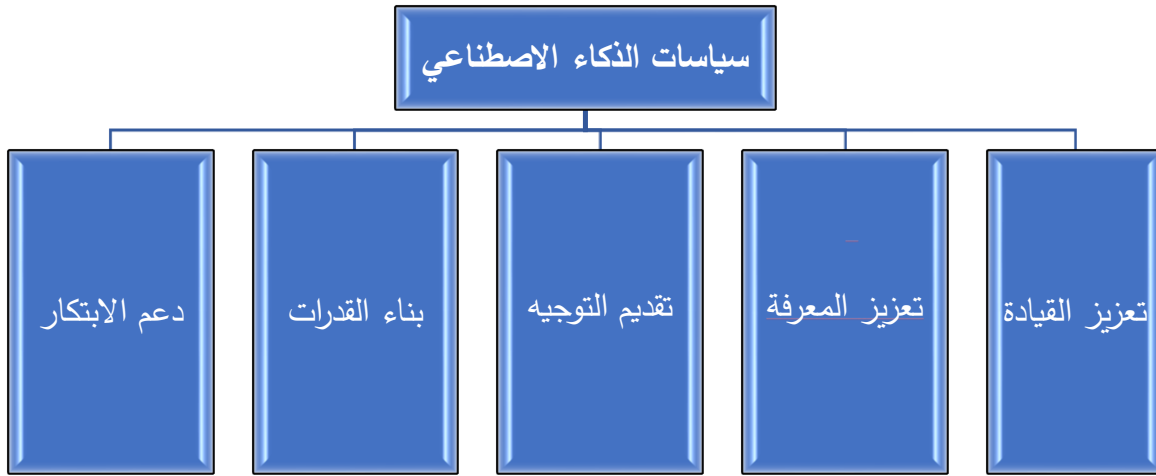 سياسات الذكاء الاصطناعي
تعزيز القيادة
تعزيز المعرفة
تقديم التوجيه
بناء القدرات
دعم الابتكار